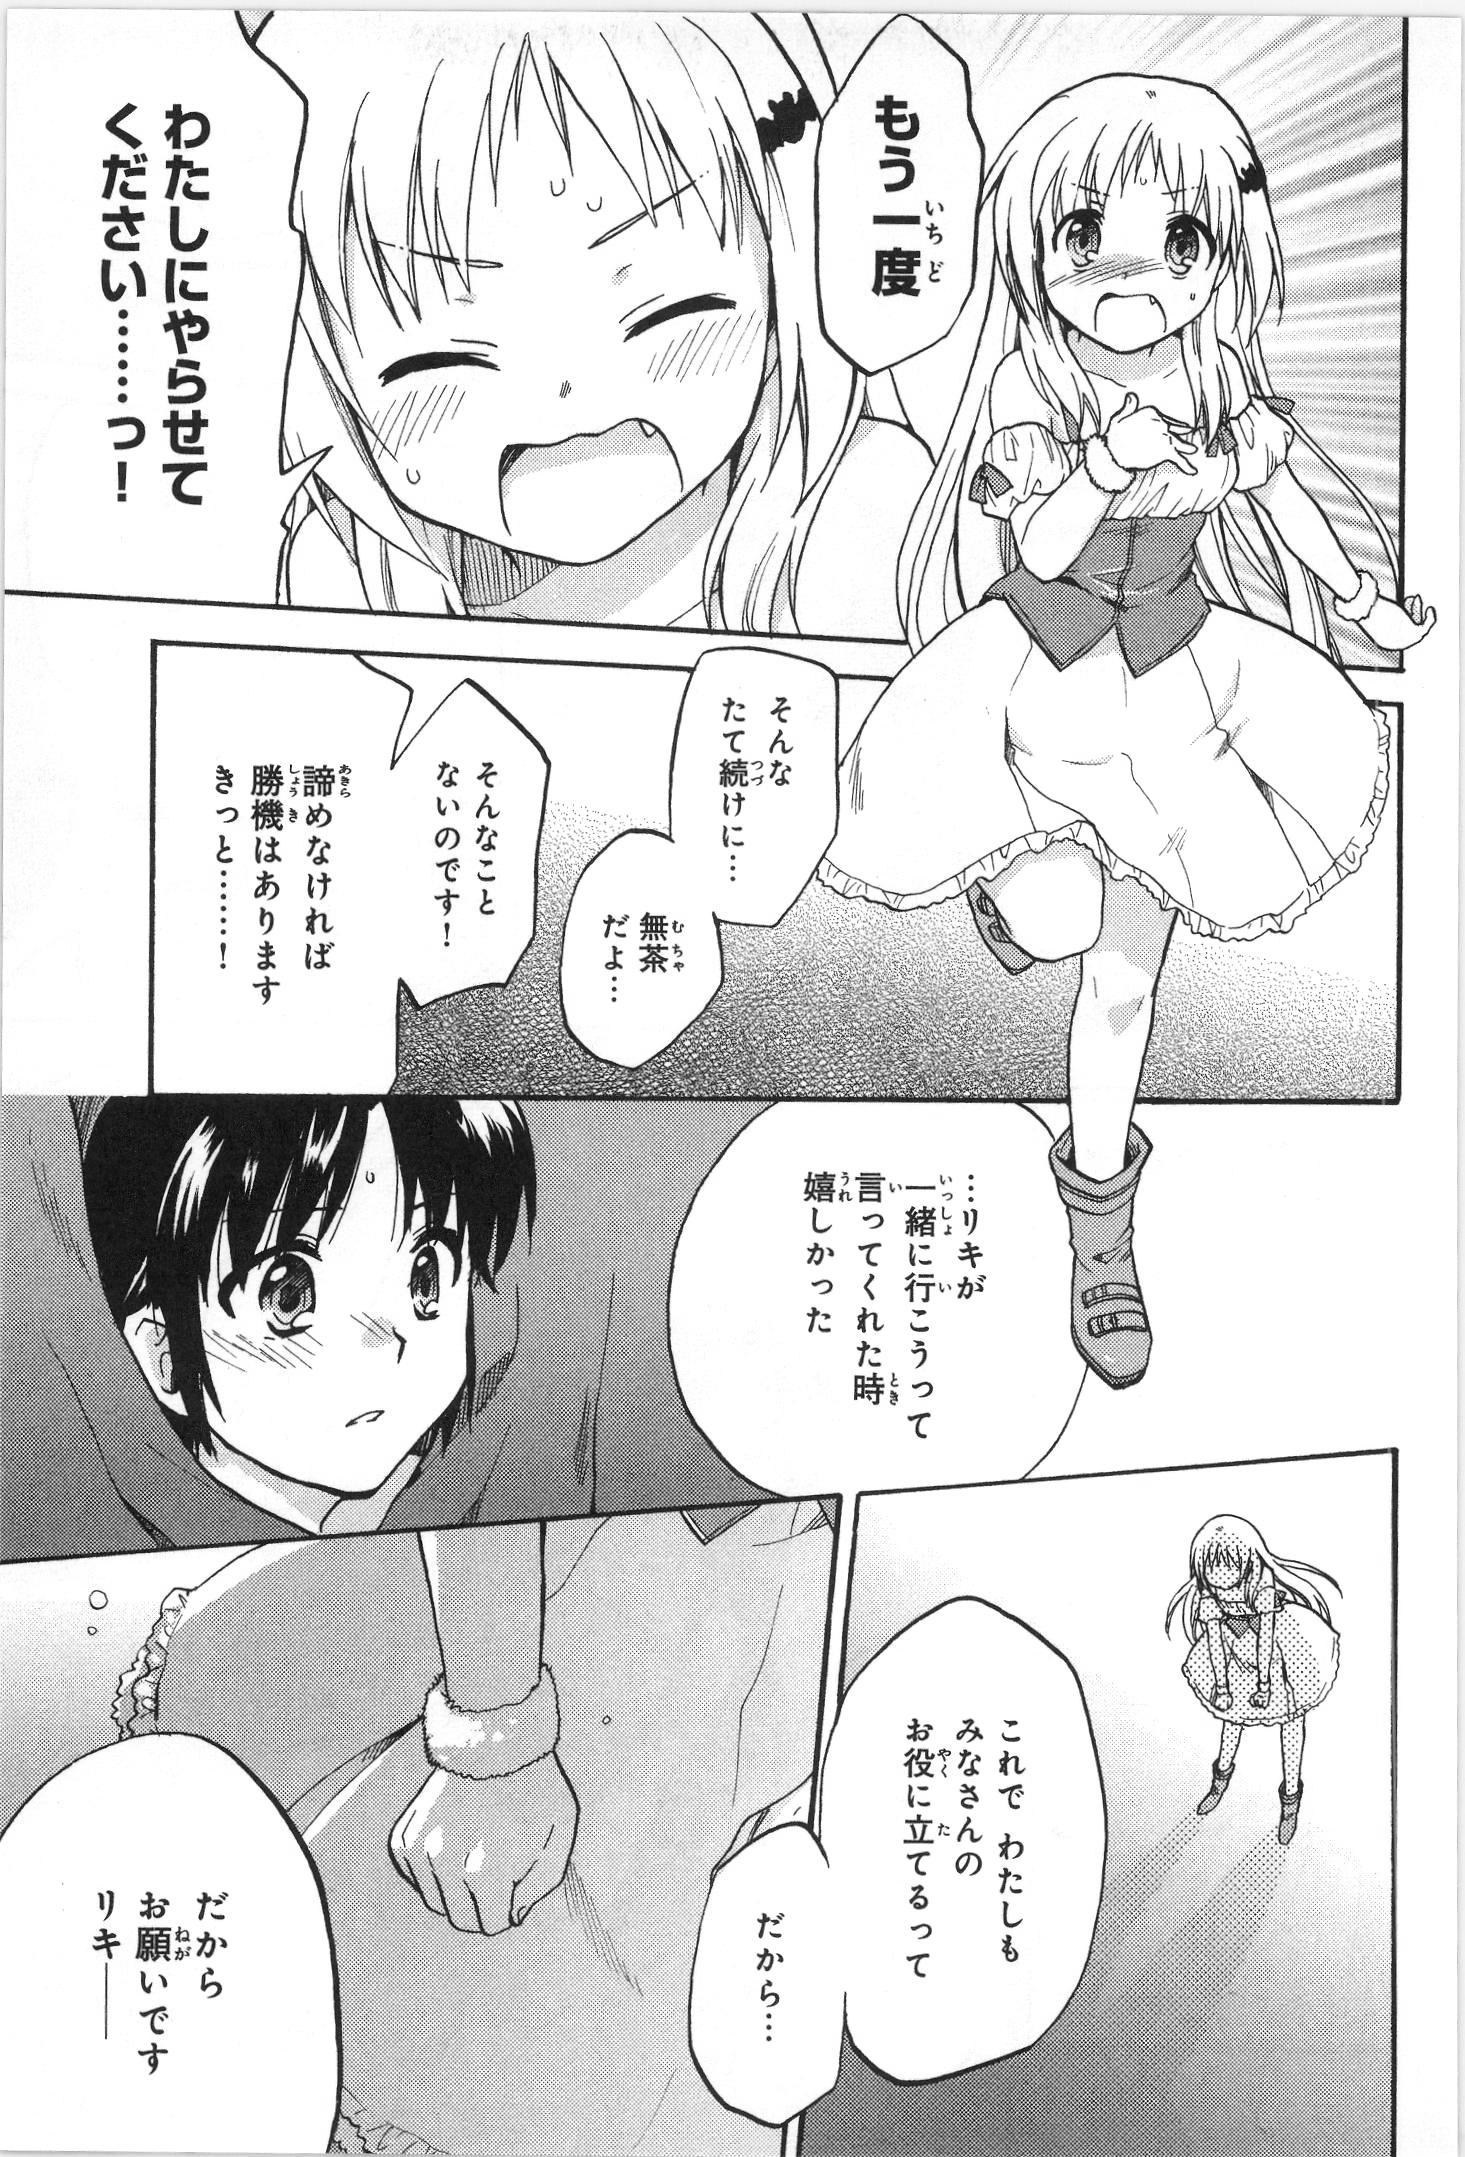 もう一度
わたしにやらせて
ください……っ！
そんな
たて続けに…
無茶
だよ…
そんなこと
ないのです！
諦めなければ
勝機はあります
きっと……！
…リキが
一緒に行こうって
言ってくれた時
嬉しかった
これで わたしも
みなさんの
お役に立てるって
だから…
だから
お願いです
リキ――